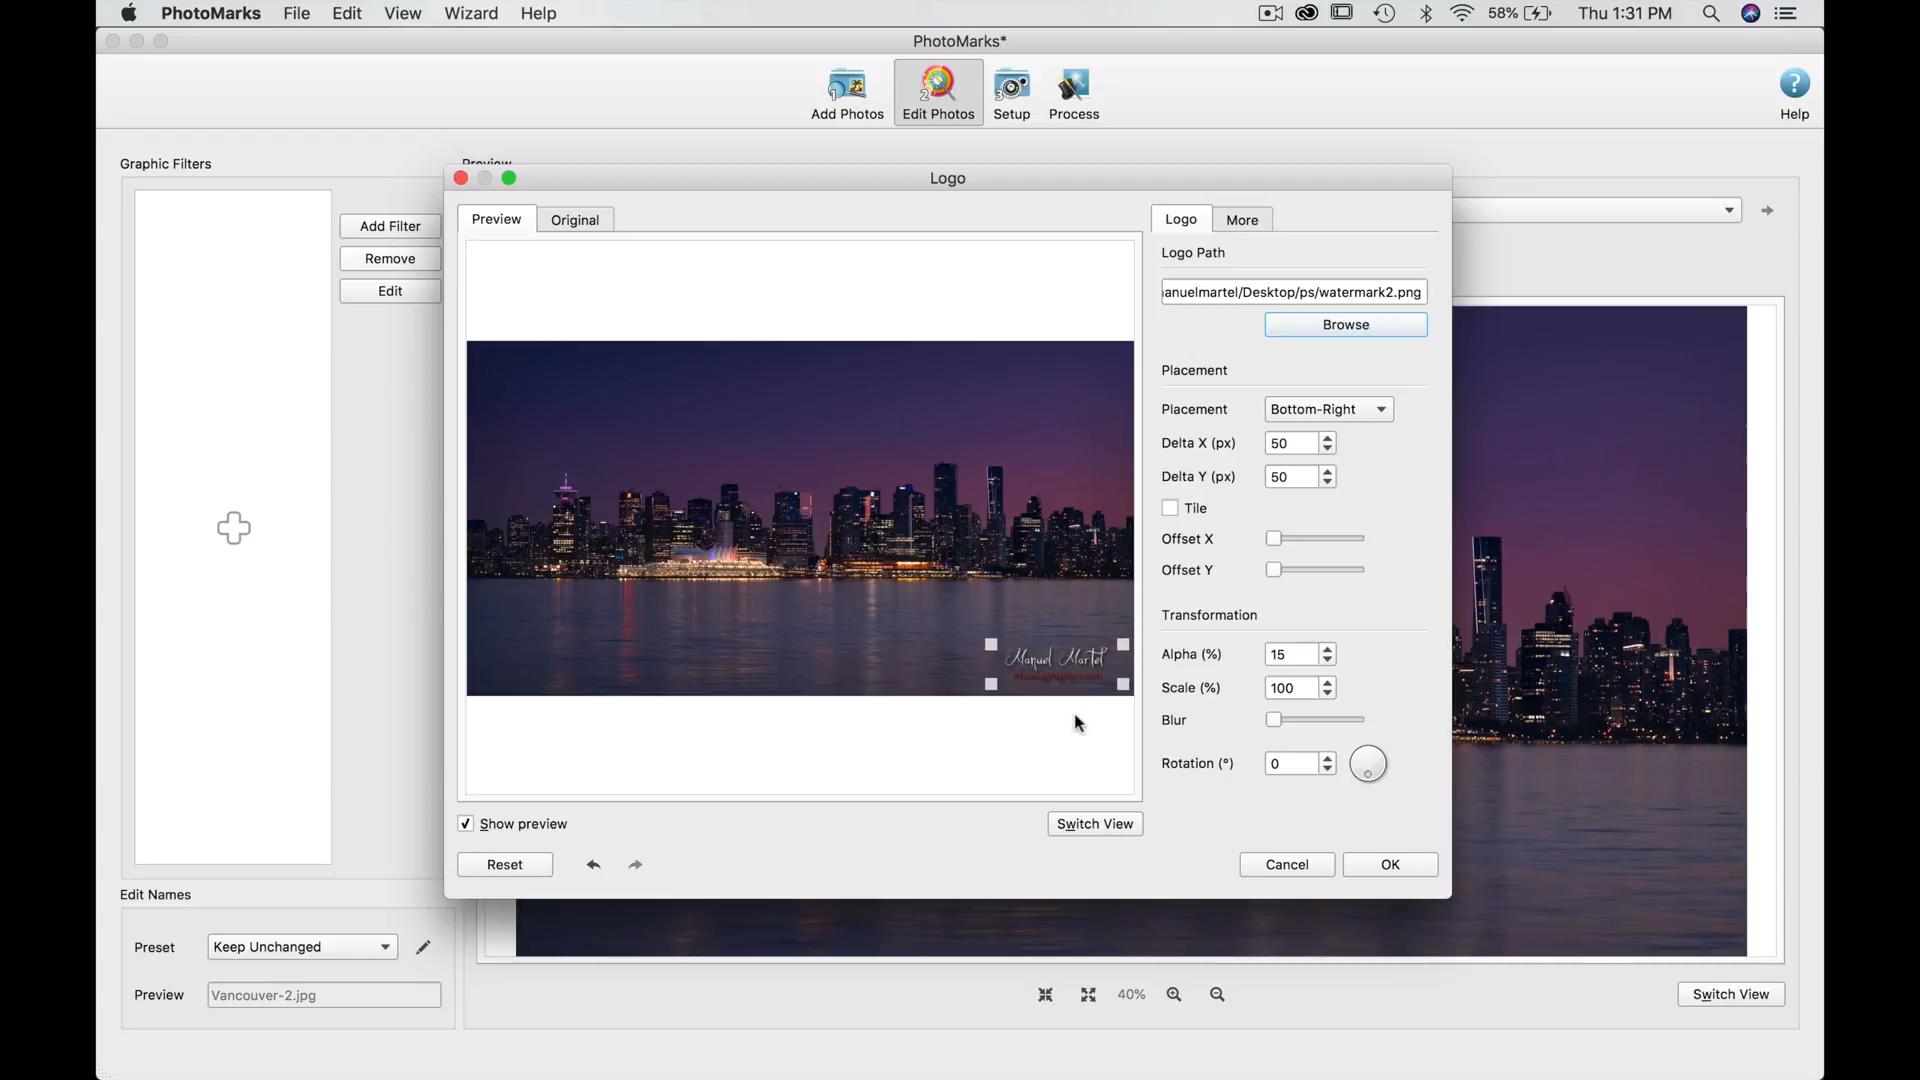 PhotoMarks File Edit View Wizard Help
58% Thu 1:31 PM
PhotoMarks*
1 2 3
Add Photos Edit Photos Setup Process
? Help
Graphic Filters
Preview
Logo
Add Filter
Remove
Edit
Preview Original
Logo More
Logo Path
anuelmartel/Desktop/ps/watermark2.png
Browse
Placement
Placement Bottom-Right
Delta X (px) 50
Delta Y (px) 50
Tile
Offset X
Offset Y
Transformation
Alpha (%) 15
Scale (%) 100
Blur
Rotation (º) 0
Manuel Martel
Show preview
Switch View
Reset
Cancel OK
Edit Names
Preset Keep Unchanged
Preview Vancouver-2.jpg
40%
Switch View